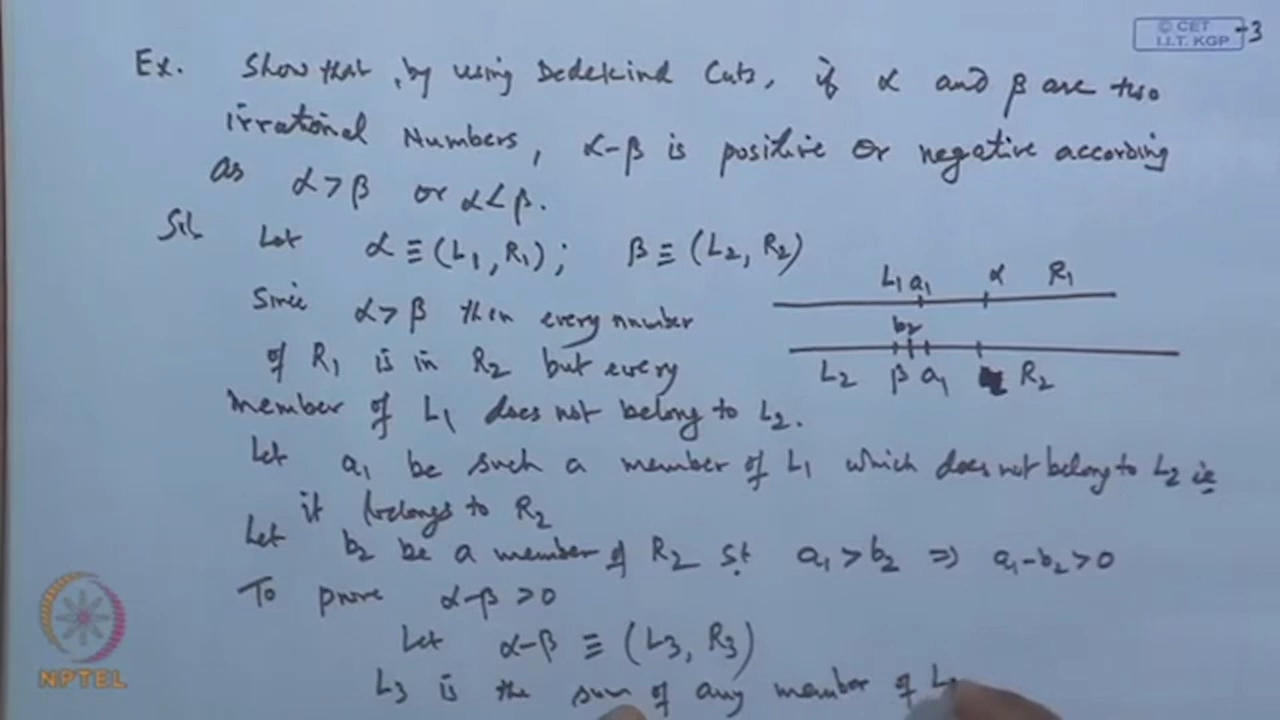 © CET
I.I.T. KGP
-3
Ex. Show that, by using Dedekind Cuts, if α and β are two
irrational Numbers, α-β is positive or negative according
as α>β or α<β.
Sol. Let α≡(L1, R1); β≡(L2, R2)
Since α>β then every number
of R1 is in R2 but every
member of L1 does not belong to L2.
L1 a1 α R1
b2
L2 β a1 R2
Let a1 be such a member of L1 which does not belong to L2 ie
it belongs to R2
Let b2 be a member of R2 st a1>b2 ⇒ a1-b2>0
To prove α-β>0
Let α-β≡(L3, R3)
L3 is the sum of any member of L
NPTEL